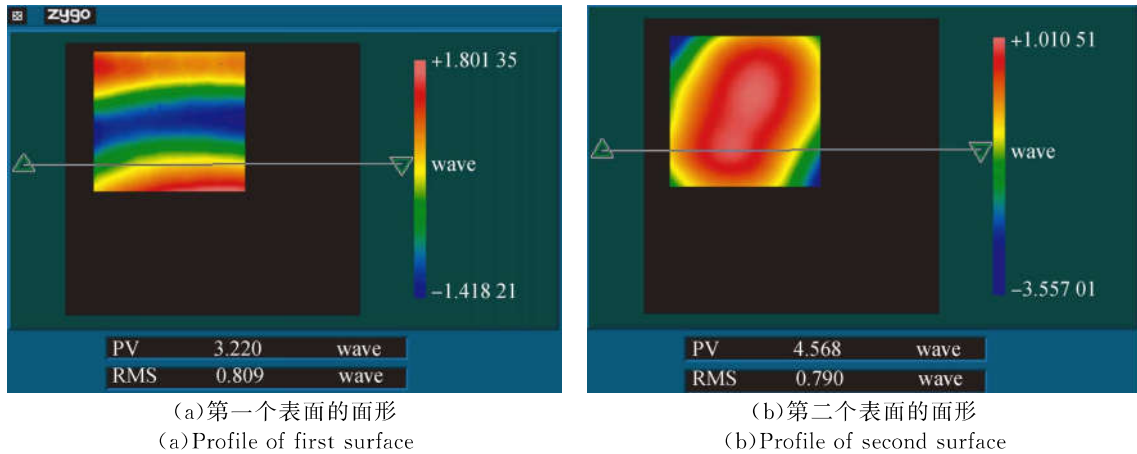 zygo
+1.801 35
wave
-1.418 21
PV 3.220 wave
RMS 0.809 wave
(a)第一个表面的面形
(a)Profile of first surface
+1.010 51
wave
-3.557 01
PV 4.568 wave
RMS 0.790 wave
(b)第二个表面的面形
(b)Profile of second surface